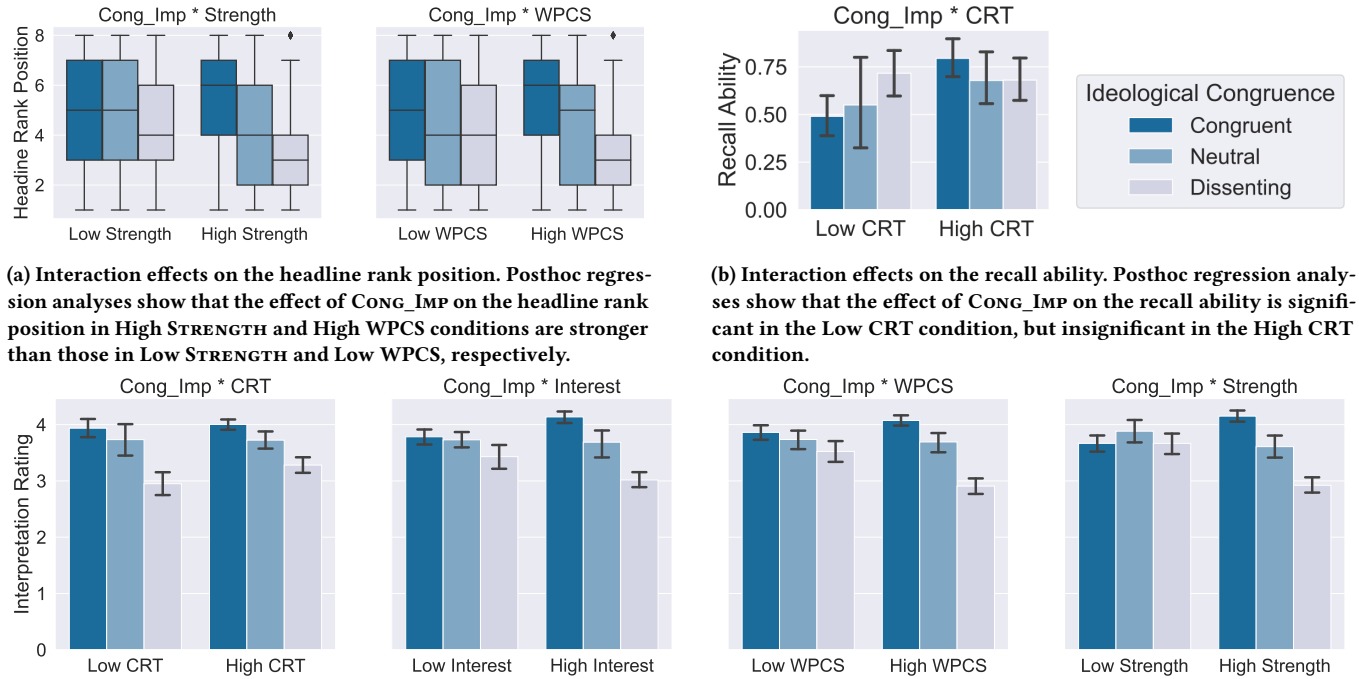 Cong_Imp * Strength
Cong_Imp * WPCS
Headline Rank Position
8
6
4
2
Low Strength
High Strength
Low WPCS
High WPCS
(a) Interaction effects on the headline rank position. Posthoc regres-
sion analyses show that the effect of Cong_Imp on the headline rank
position in High Strength and High WPCS conditions are stronger
than those in Low Strength and Low WPCS, respectively.
Cong_Imp * CRT
Recall Ability
0.75
0.50
0.25
0.00
Low CRT
High CRT
Ideological Congruence
Congruent
Neutral
Dissenting
(b) Interaction effects on the recall ability. Posthoc regression analy-
ses show that the effect of Cong_Imp on the recall ability is signifi-
cant in the Low CRT condition, but insignificant in the High CRT
condition.
Cong_Imp * CRT
Cong_Imp * Interest
Cong_Imp * WPCS
Cong_Imp * Strength
Interpretation Rating
4
3
2
1
0
Low CRT
High CRT
Low Interest
High Interest
Low WPCS
High WPCS
Low Strength
High Strength